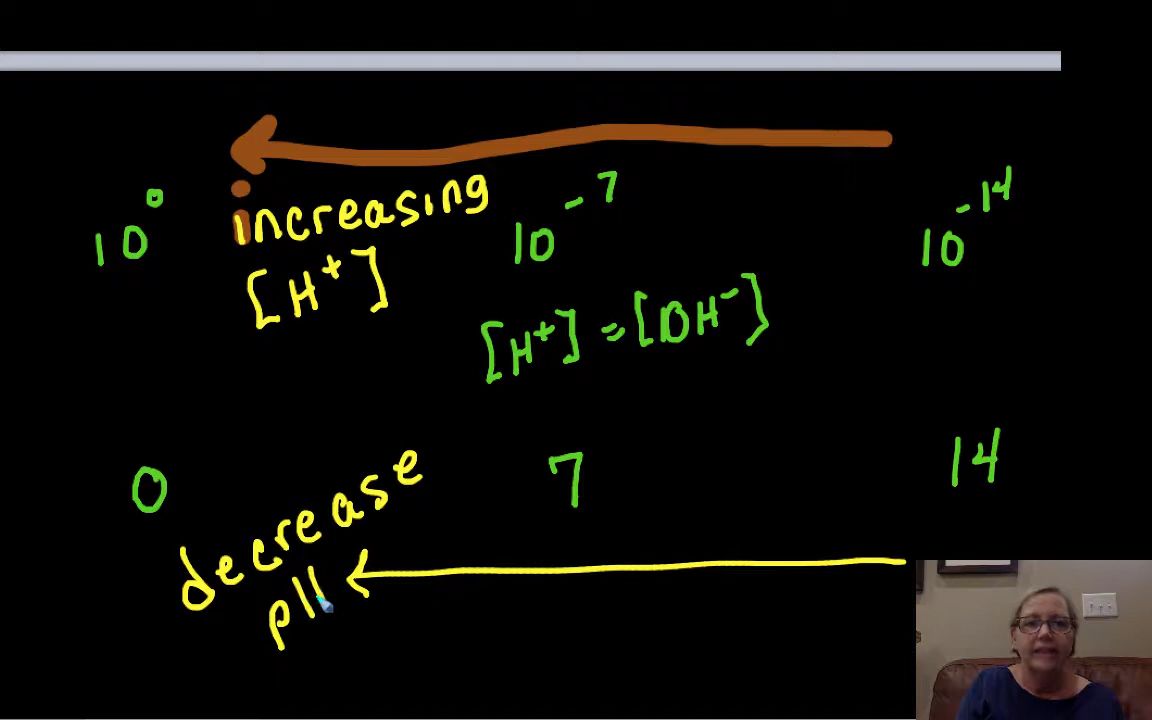 10⁰ increasing 10⁻⁷ 10⁻¹⁴
[H⁺]
[H⁺] = [OH⁻]
0 7 14
decrease
pH